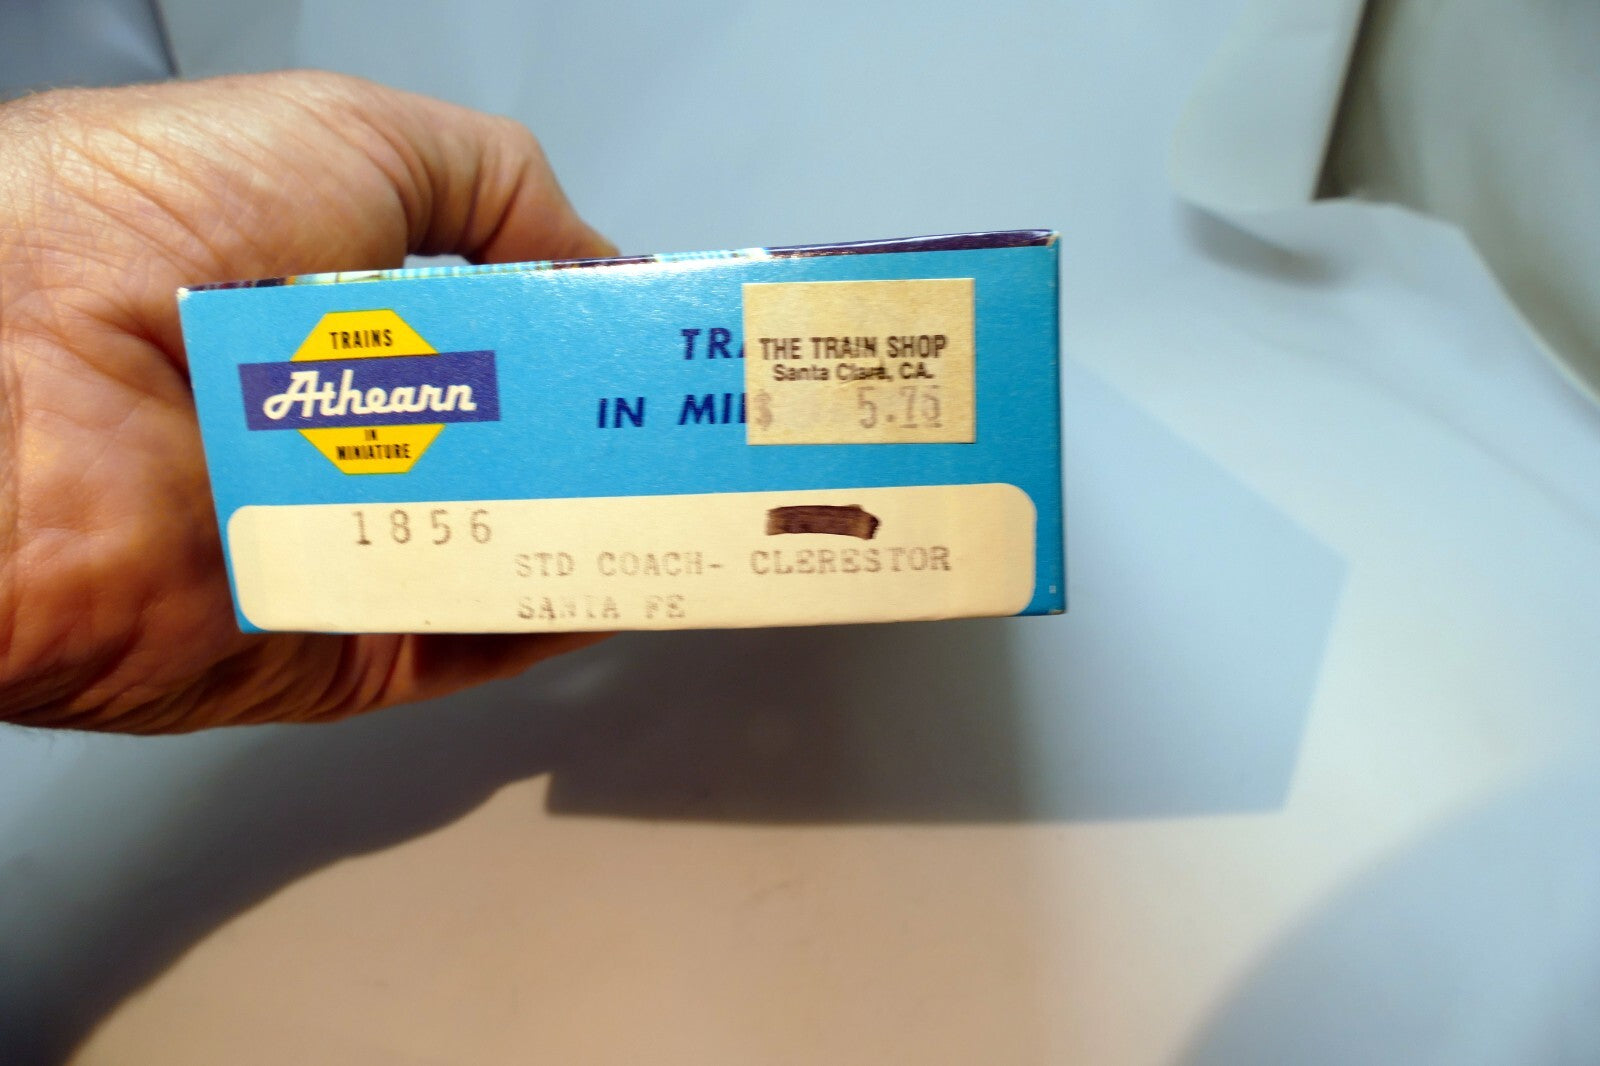 TRAINS
Athearn
IN
MINIATURE
TR
IN MI
THE TRAIN SHOP
Santa Clara, CA.
$ 5.75
1856
STD COACH- CLERESTOR
SANTA FE